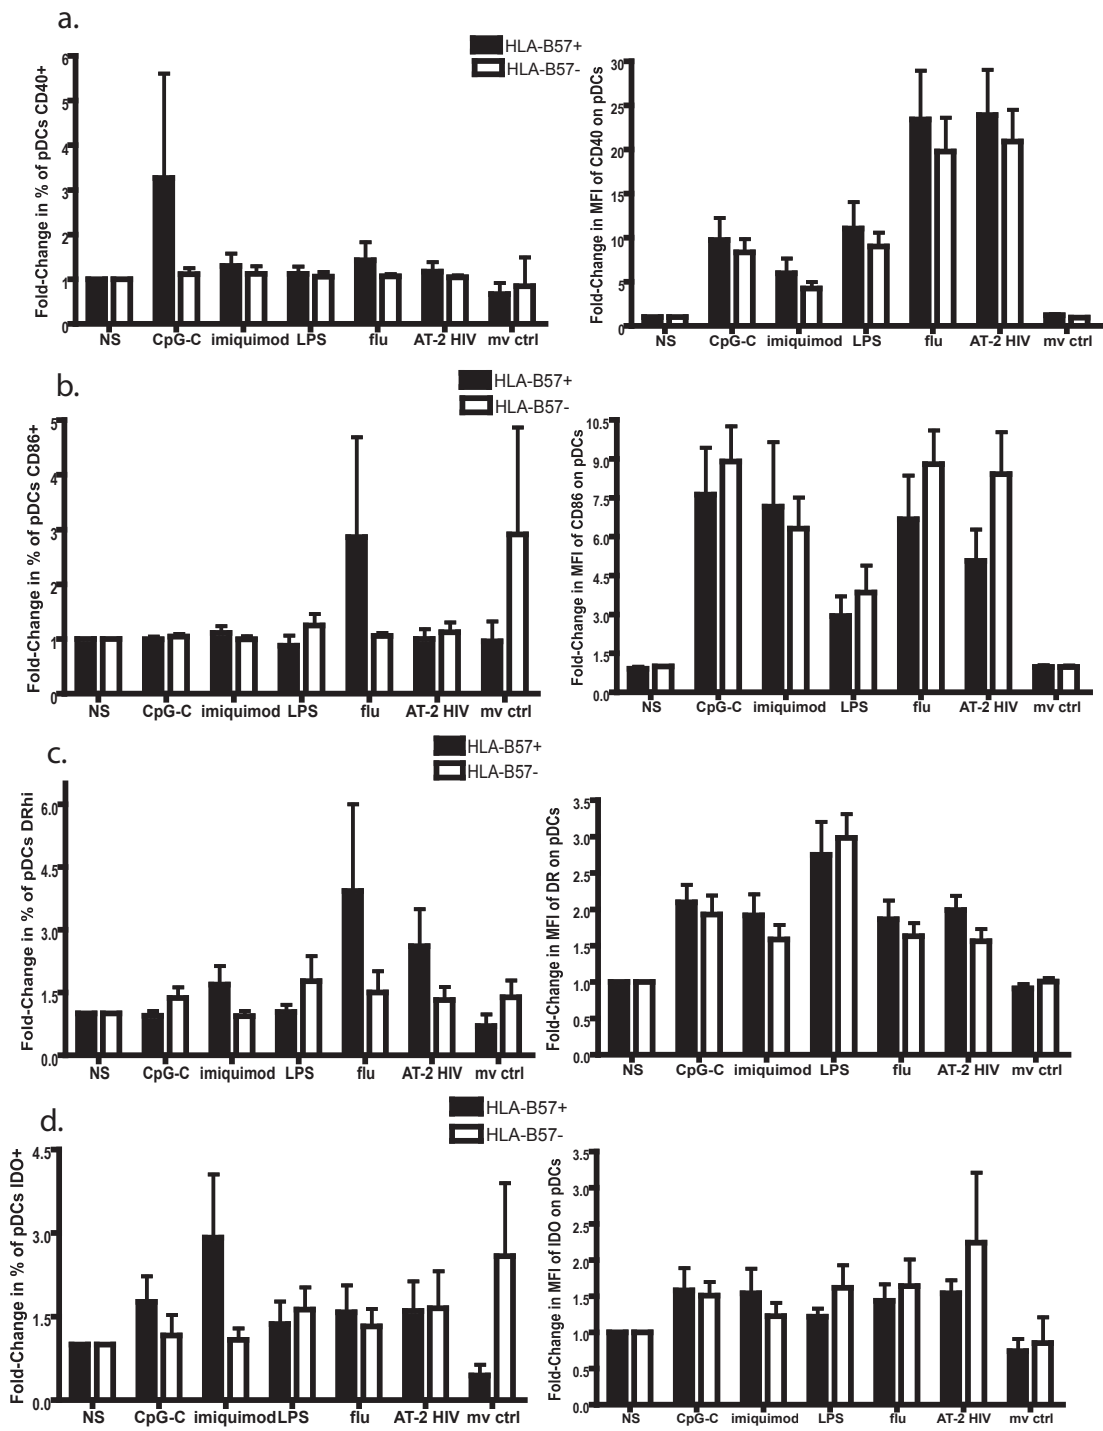 a.
HLA-B57+
HLA-B57-
Fold-Change in % of pDCs CD40+
6
5
4
3
2
1
0
NS CpG-C imiquimod LPS flu AT-2 HIV mv ctrl
Fold-Change in MFI of CD40 on pDCs
30
25
20
15
10
5
0
NS CpG-C imiquimod LPS flu AT-2 HIV mv ctrl
b.
HLA-B57+
HLA-B57-
Fold-Change in % of pDCs CD86+
5
4
3
2
1
0
NS CpG-C imiquimod LPS flu AT-2 HIV mv ctrl
Fold-Change in MFI of CD86 on pDCs
10.5
9.0
7.5
6.0
4.5
3.0
1.5
0.0
NS CpG-C imiquimod LPS flu AT-2 HIV mv ctrl
c.
HLA-B57+
HLA-B57-
Fold-Change in % of pDCs DRhi
6.0
4.5
3.0
1.5
0.0
NS CpG-C imiquimod LPS flu AT-2 HIV mv ctrl
Fold-Change in MFI of DR on pDCs
3.5
3.0
2.5
2.0
1.5
1.0
0.5
0.0
NS CpG-C imiquimod LPS flu AT-2 HIV mv ctrl
d.
HLA-B57+
HLA-B57-
Fold-Change in % of pDCs IDO+
4.5
3.0
1.5
0.0
NS CpG-C imiquimod LPS flu AT-2 HIV mv ctrl
Fold-Change in MFI of IDO on pDCs
3.5
3.0
2.5
2.0
1.5
1.0
0.5
0.0
NS CpG-C imiquimod LPS flu AT-2 HIV mv ctrl